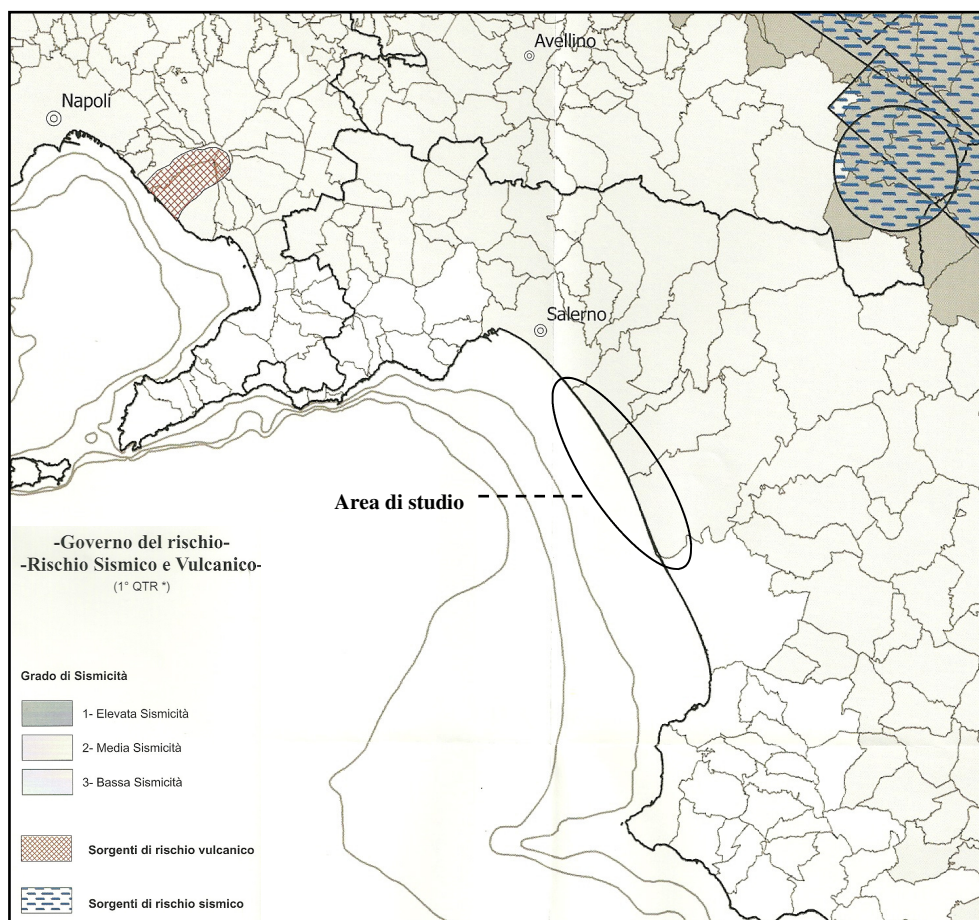 Avellino
Napoli
Salerno
Area di studio
-Governo del rischio-
-Rischio Sismico e Vulcanico-
(1° QTR *)
Grado di Sismicità
1- Elevata Sismicità
2- Media Sismicità
3- Bassa Sismicità
Sorgenti di rischio vulcanico
Sorgenti di rischio sismico